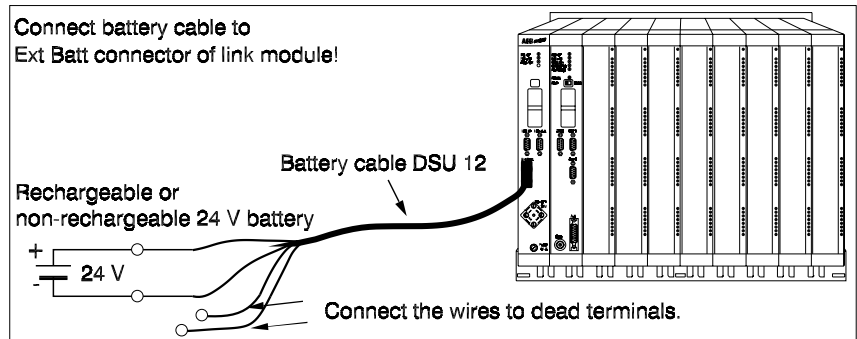 Connect battery cable to
Ext Batt connector of link module!
Battery cable DSU 12
Rechargeable or
non-rechargeable 24 V battery
+
24 V
-
Connect the wires to dead terminals.